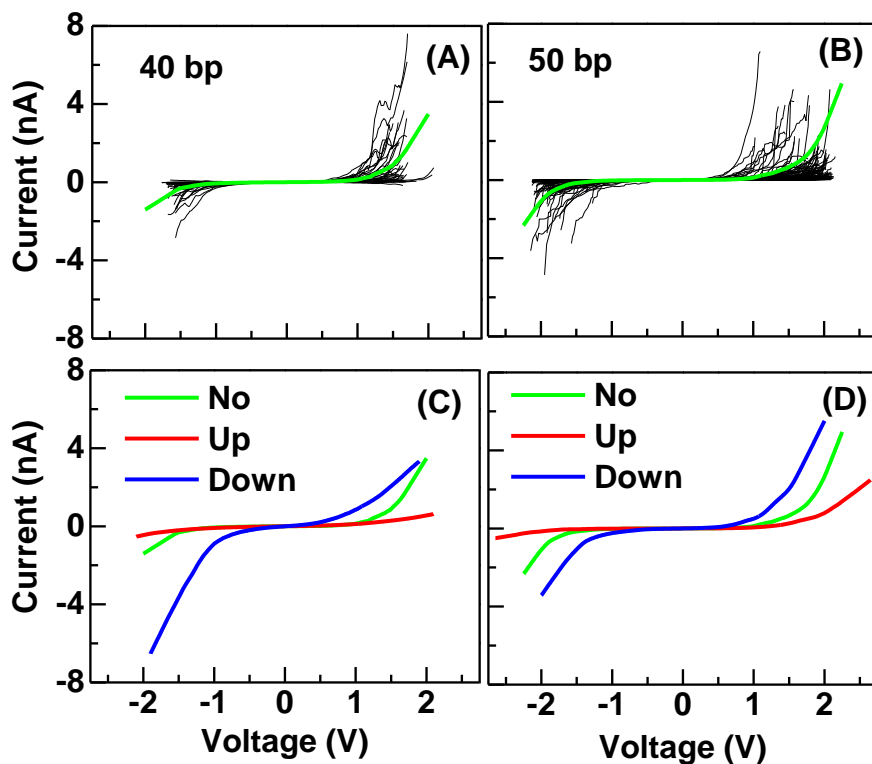 8
4
0
-4
-8
Current (nA)
40 bp
(A)
50 bp
(B)
8
4
0
-4
-8
Current (nA)
No
Up
Down
(C)
No
Up
Down
(D)
-2 -1 0 1 2
-2 -1 0 1 2
Voltage (V)
Voltage (V)